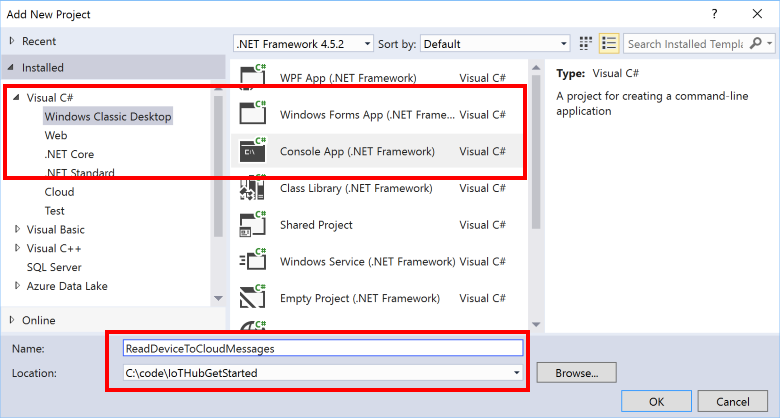 Add New Project ? ✕
Recent .NET Framework 4.5.2 Sort by: Default Search Installed Templa
Installed
Visual C#
Windows Classic Desktop
Web
.NET Core
.NET Standard
Cloud
Test
Visual Basic
Visual C++
SQL Server
Azure Data Lake
Online
C# WPF App (.NET Framework) Visual C#
C# Windows Forms App (.NET Frame... Visual C#
C# C:\ Console App (.NET Framework) Visual C#
C# Class Library (.NET Framework) Visual C#
C# Shared Project Visual C#
C# Windows Service (.NET Framework) Visual C#
C# Empty Project (.NET Framework) Visual C#
C#
Type: Visual C#
A project for creating a command-line
application
Name: ReadDeviceToCloudMessages
Location: C:\code\IoTHubGetStarted Browse...
OK Cancel